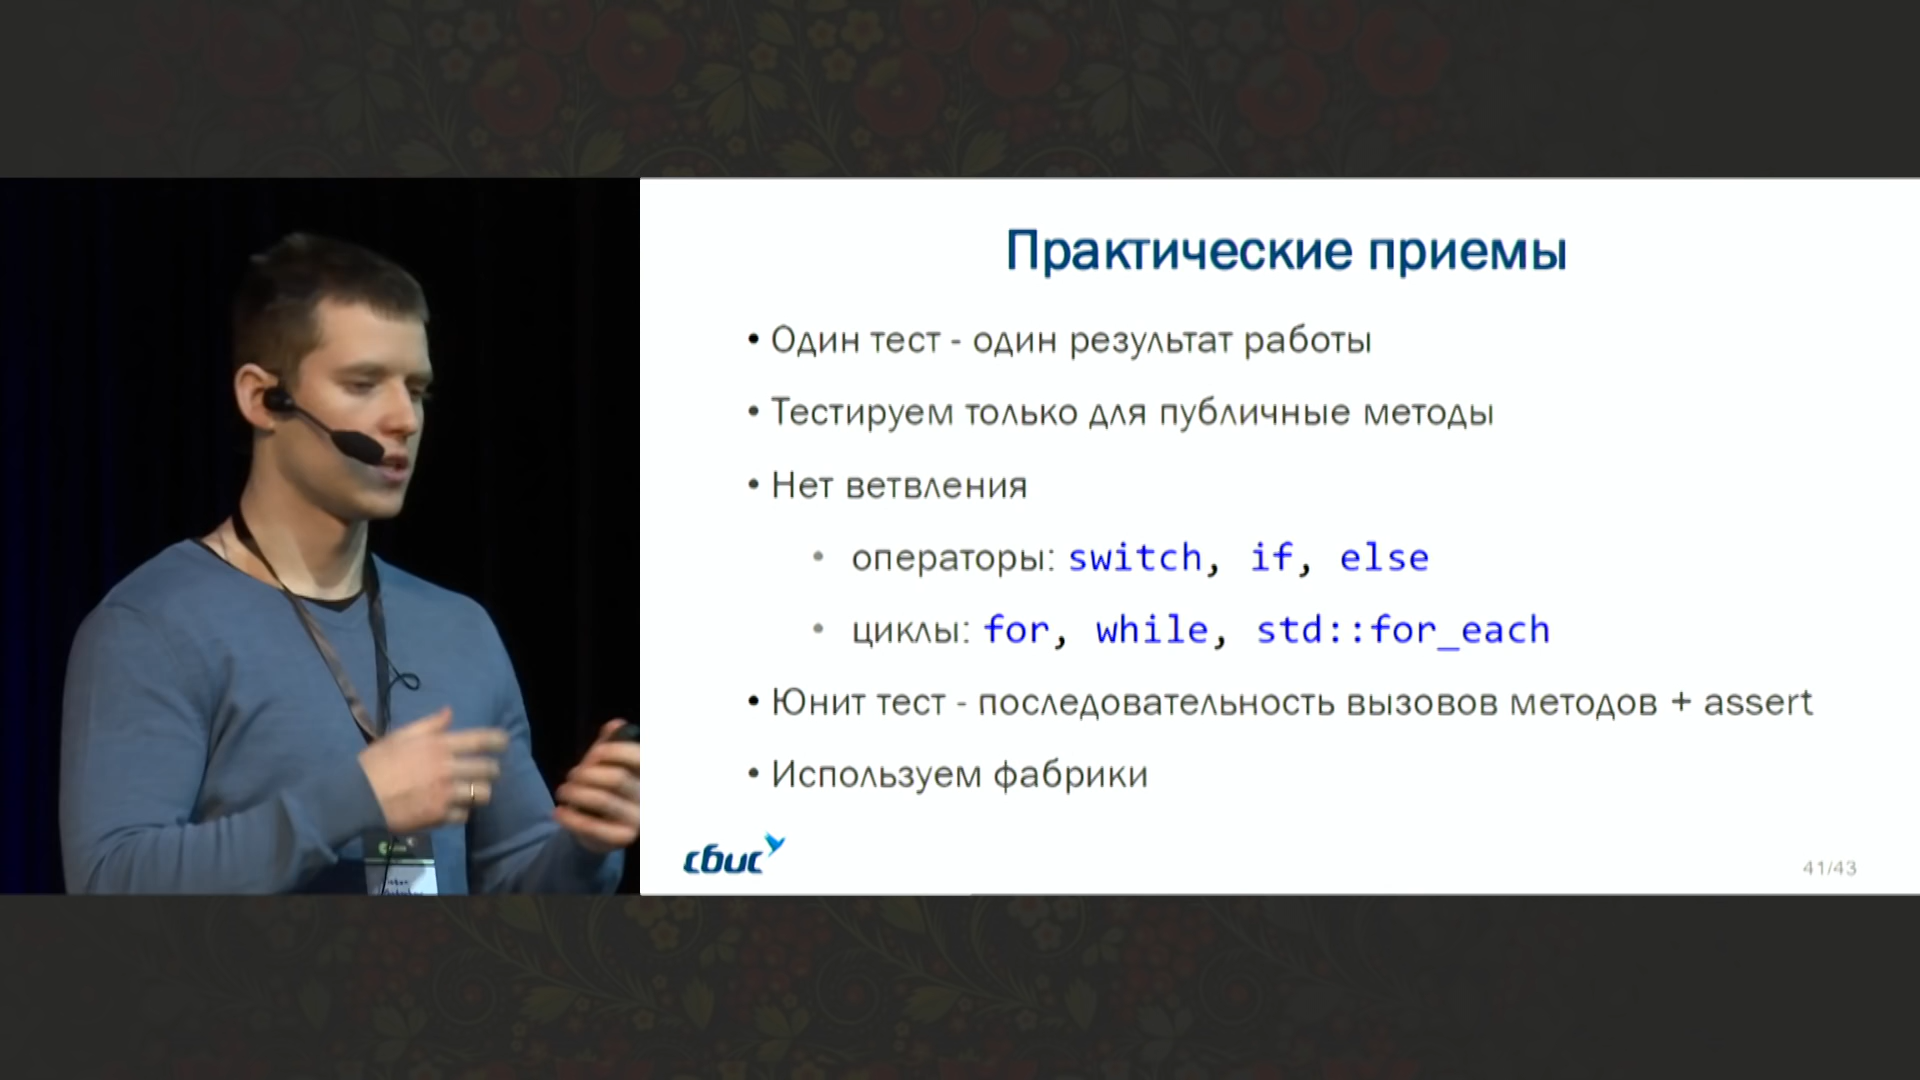 Практические приемы
• Один тест - один результат работы
• Тестируем только для публичные методы
• Нет ветвления
• операторы: switch, if, else
• циклы: for, while, std::for_each
• Юнит тест - последовательность вызовов методов + assert
• Используем фабрики
сбис
41/43